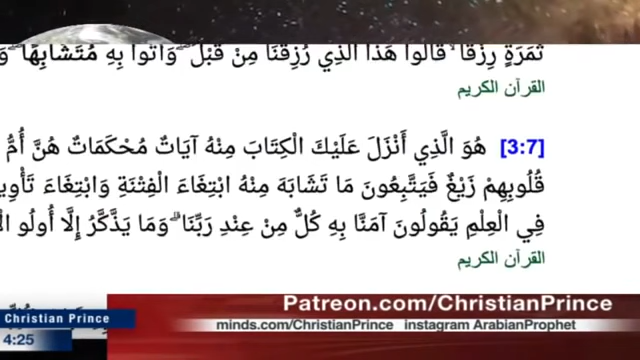 ثَمَرَةٍ رِزْقًا ۙ قَالُوا هَٰذَا الَّذِي رُزِقْنَا مِنْ قَبْلُ ۖ وَأُتُوا بِهِ مُتَشَابِهًا ۖ وَ
القرآن الكريم
[3:7] هُوَ الَّذِي أَنْزَلَ عَلَيْكَ الْكِتَابَ مِنْهُ آيَاتٌ مُحْكَمَاتٌ هُنَّ أُمُّ
قُلُوبِهِمْ زَيْغٌ فَيَتَّبِعُونَ مَا تَشَابَهَ مِنْهُ ابْتِغَاءَ الْفِتْنَةِ وَابْتِغَاءَ تَأْوِي
فِي الْعِلْمِ يَقُولُونَ آمَنَّا بِهِ كُلٌّ مِنْ عِنْدِ رَبِّنَا ۗ وَمَا يَذَّكَّرُ إِلَّا أُولُو الْأ
القرآن الكريم
Patreon.com/ChristianPrince
Christian Prince
minds.com/ChristianPrince instagram ArabianProphet
4:25